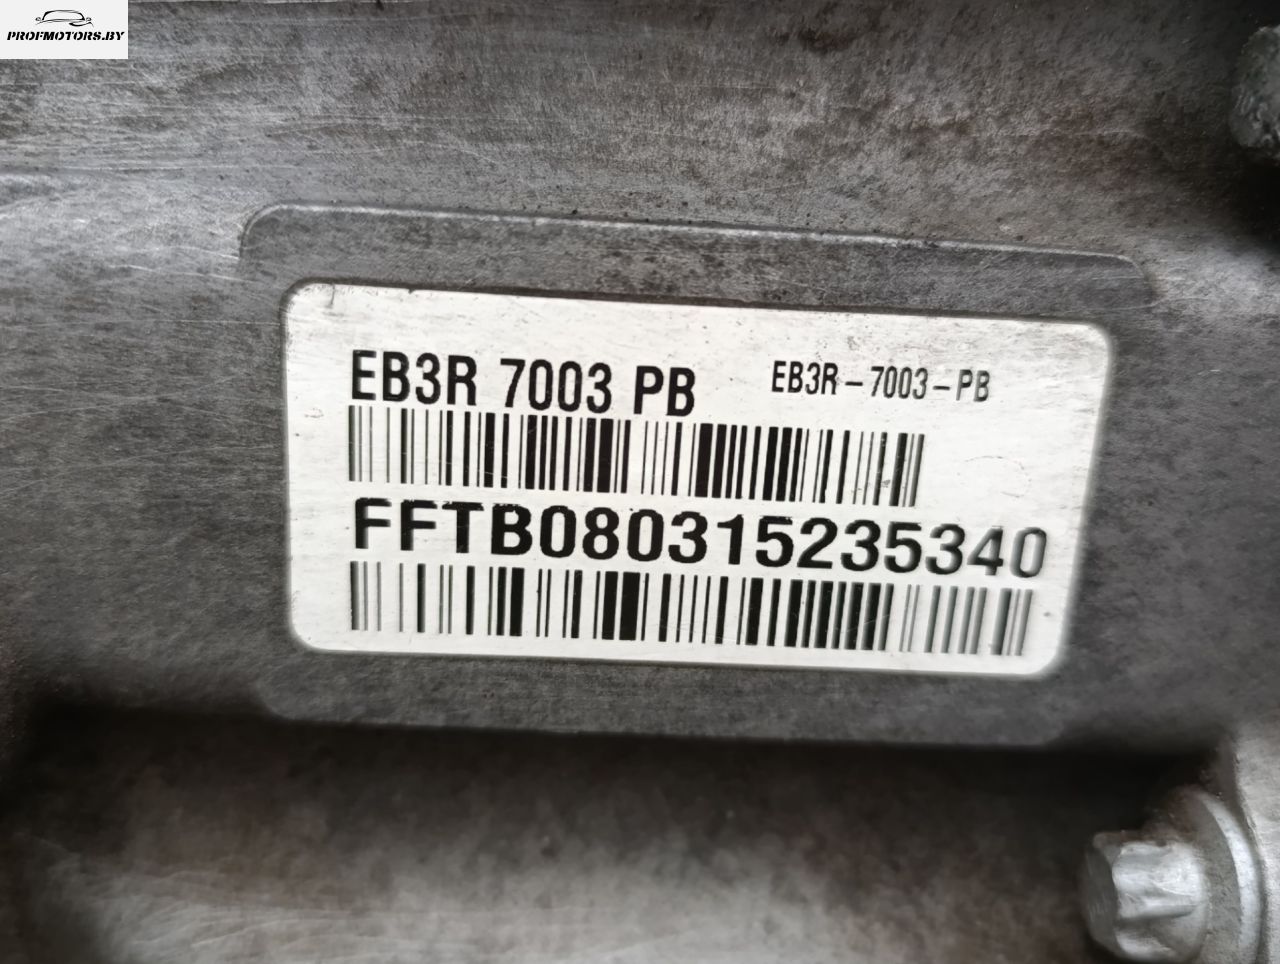 PROFMOTORS.BY
EB3R 7003 PB
EB3R-7003-PB
FFTB080315235340